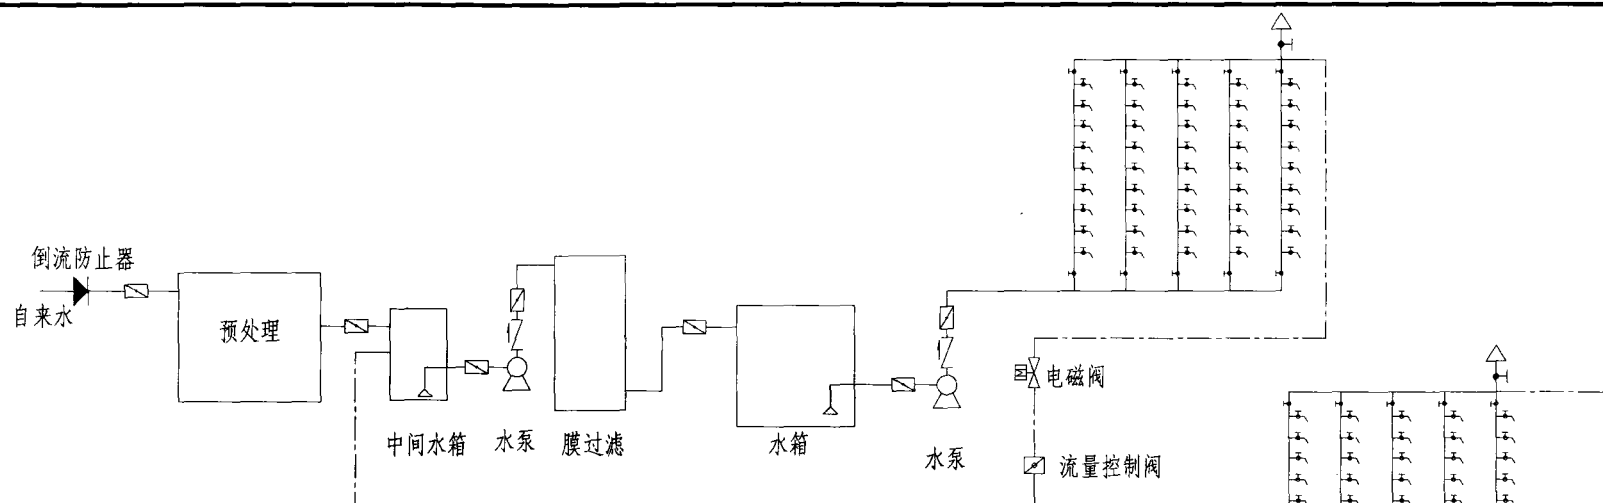 倒流防止器
自来水
预处理
中间水箱
水泵
膜过滤
水箱
水泵
M
电磁阀
流量控制阀